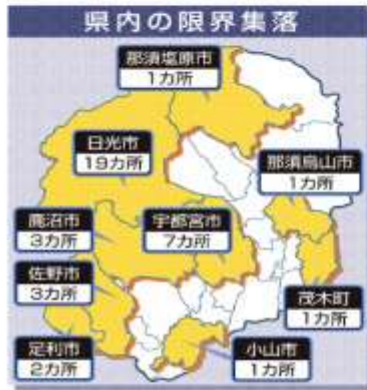 県内の限界集落
那須塩原市
1カ所
日光市
19カ所
那須烏山市
1カ所
鹿沼市
3カ所
宇都宮市
7カ所
佐野市
3カ所
茂木町
1カ所
足利市
2カ所
小山市
1カ所